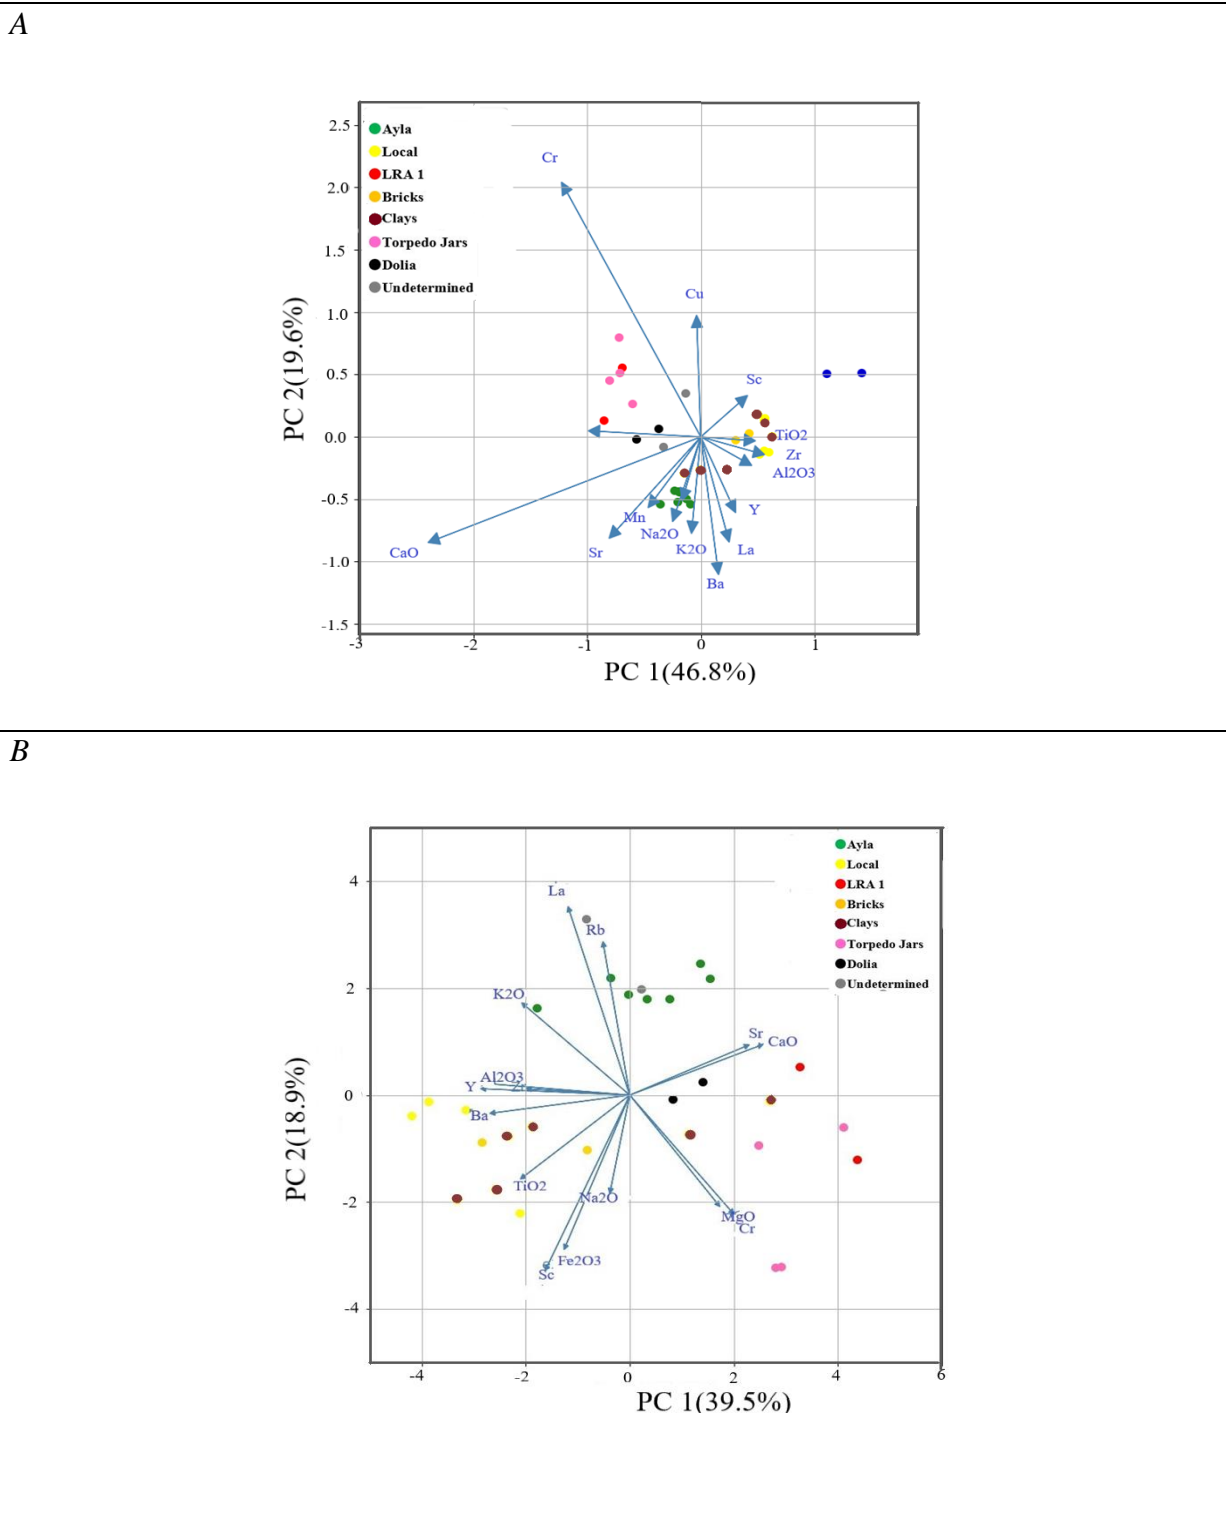 A
2.5
2.0
1.5
1.0
0.5
0.0
-0.5
-1.0
-1.5
PC 2(19.6%)
Ayla
Local
LRA 1
Bricks
Clays
Torpedo Jars
Dolia
Undetermined
Cr
Cu
Sc
TiO2
Zr
Al2O3
Y
Mn
Na2O
K2O
La
CaO
Sr
Ba
-3
-2
-1
0
1
PC 1(46.8%)
B
4
2
0
-2
-4
PC 2(18.9%)
Ayla
Local
LRA 1
Bricks
Clays
Torpedo Jars
Dolia
Undetermined
La
Rb
K2O
Sr
CaO
Al2O3
Y
Zr
Ba
TiO2
Na2O
MgO
Cr
Fe2O3
Sc
-4
-2
0
2
4
6
PC 1(39.5%)